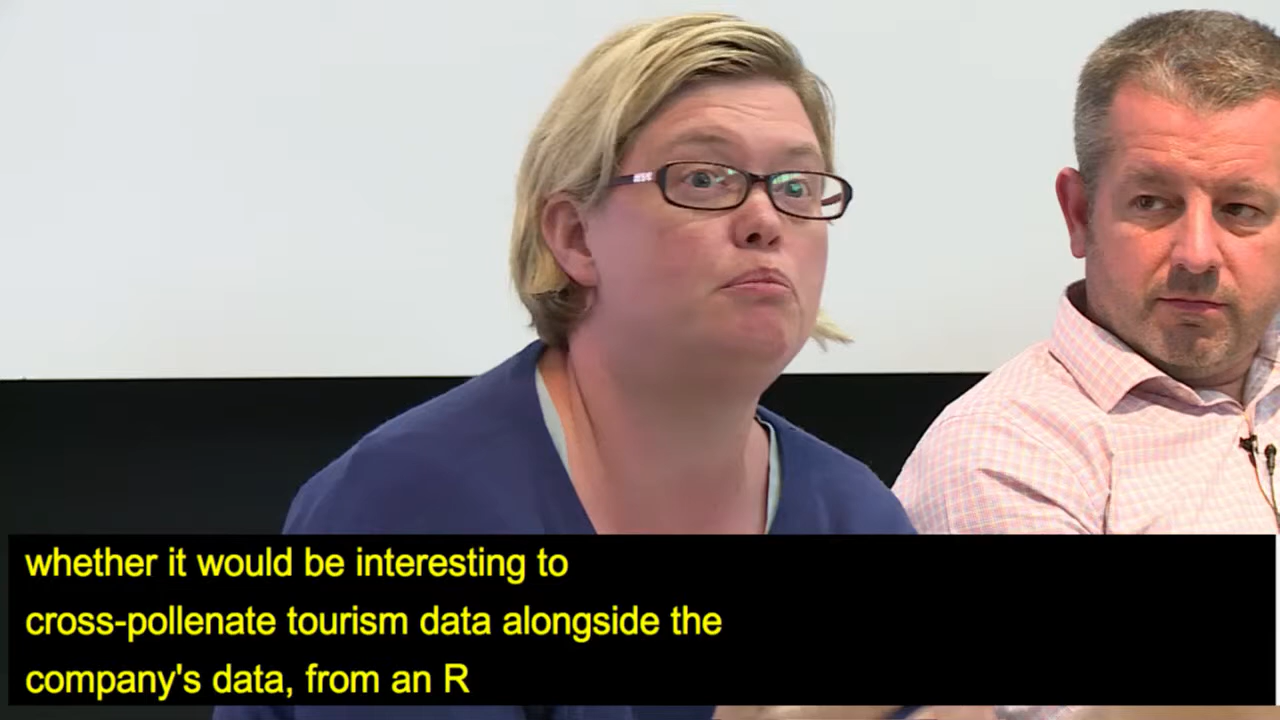 whether it would be interesting to
cross-pollenate tourism data alongside the
company's data, from an R